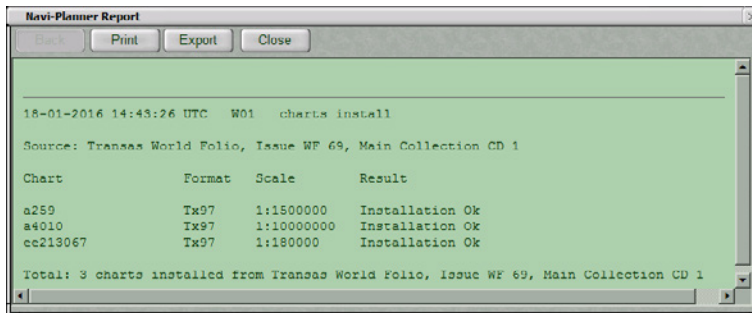 Navi-Planner Report
Back Print Export Close
18-01-2016 14:43:26 UTC W01 charts install
Source: Transas World Folio, Issue WF 69, Main Collection CD 1
Chart Format Scale Result
a259 Tx97 1:1500000 Installation Ok
a4010 Tx97 1:10000000 Installation Ok
ec213067 Tx97 1:180000 Installation Ok
Total: 3 charts installed from Transas World Folio, Issue WF 69, Main Collection CD 1